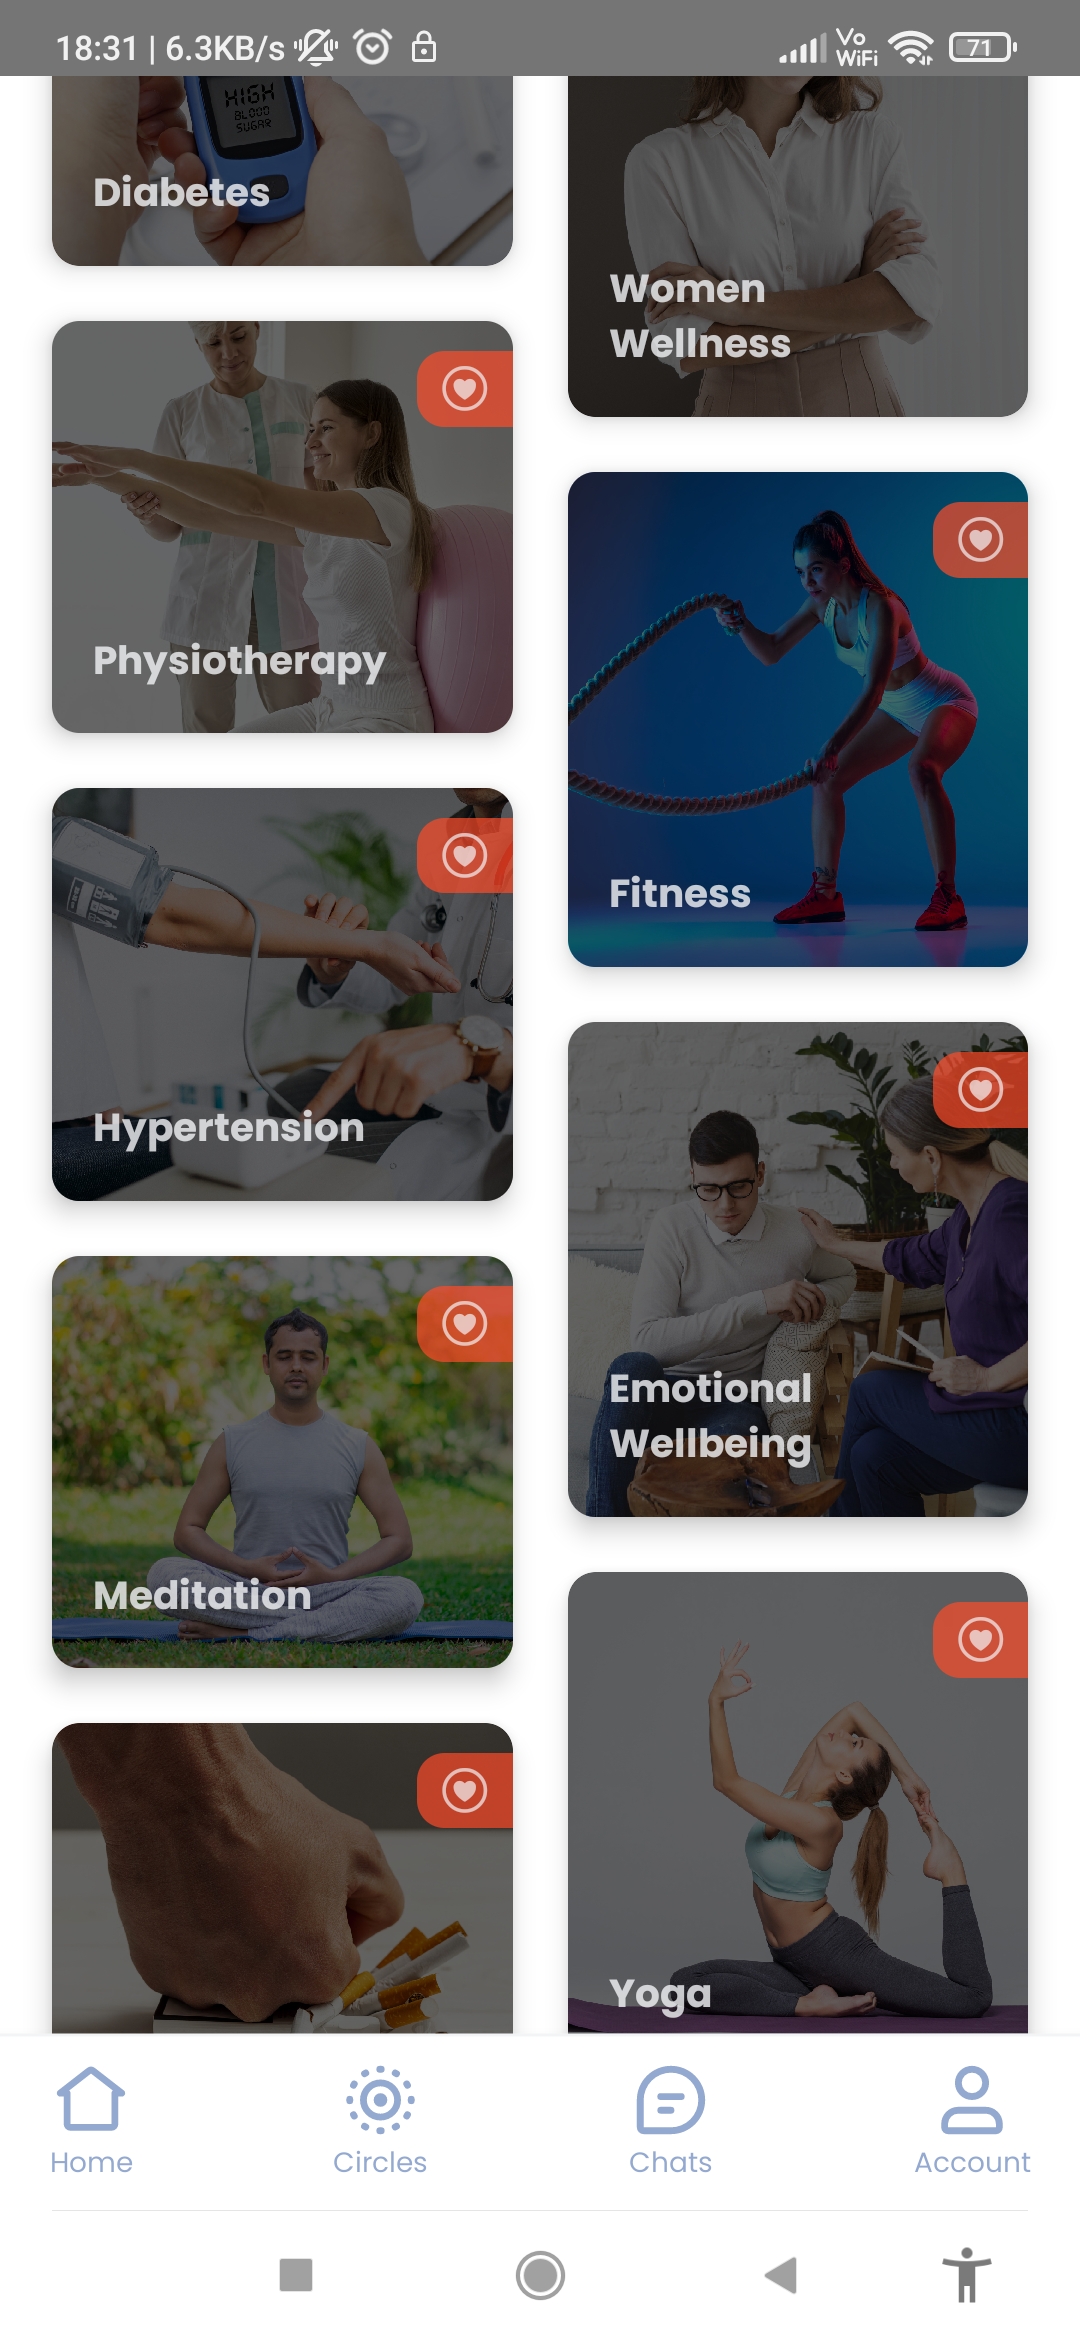 18:31 | 6.3KB/s
Vo
WiFi
71
HIGH
BLOOD
SUGAR
Diabetes
Women
Wellness
Physiotherapy
Fitness
Hypertension
Emotional
Wellbeing
Meditation
Yoga
Home
Circles
Chats
Account